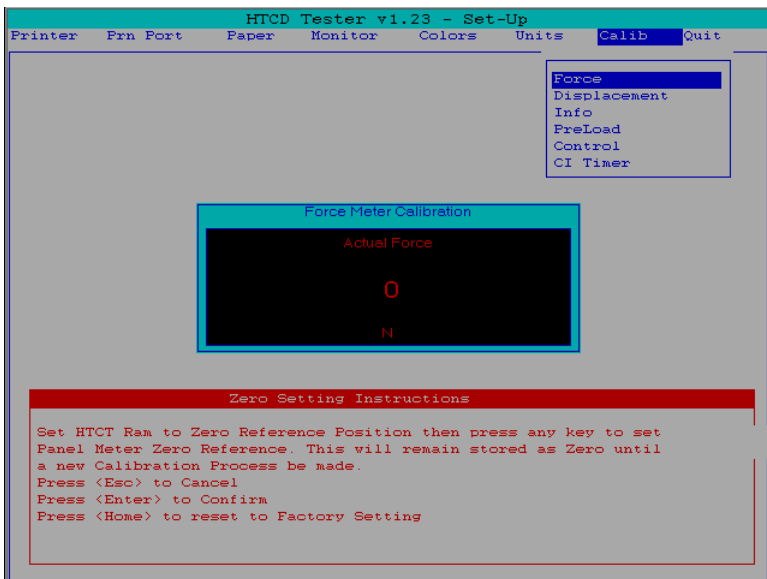 HTCD Tester v1.23 - Set-Up
Printer Prn Port Paper Monitor Colors Units Calib Quit
Force
Displacement
Info
PreLoad
Control
CI Timer
Force Meter Calibration
Actual Force
0
N
Zero Setting Instructions
Set HTCT Ram to Zero Reference Position then press any key to set
Panel Meter Zero Reference. This will remain stored as Zero until
a new Calibration Process be made.
Press <Esc> to Cancel
Press <Enter> to Confirm
Press <Home> to reset to Factory Setting